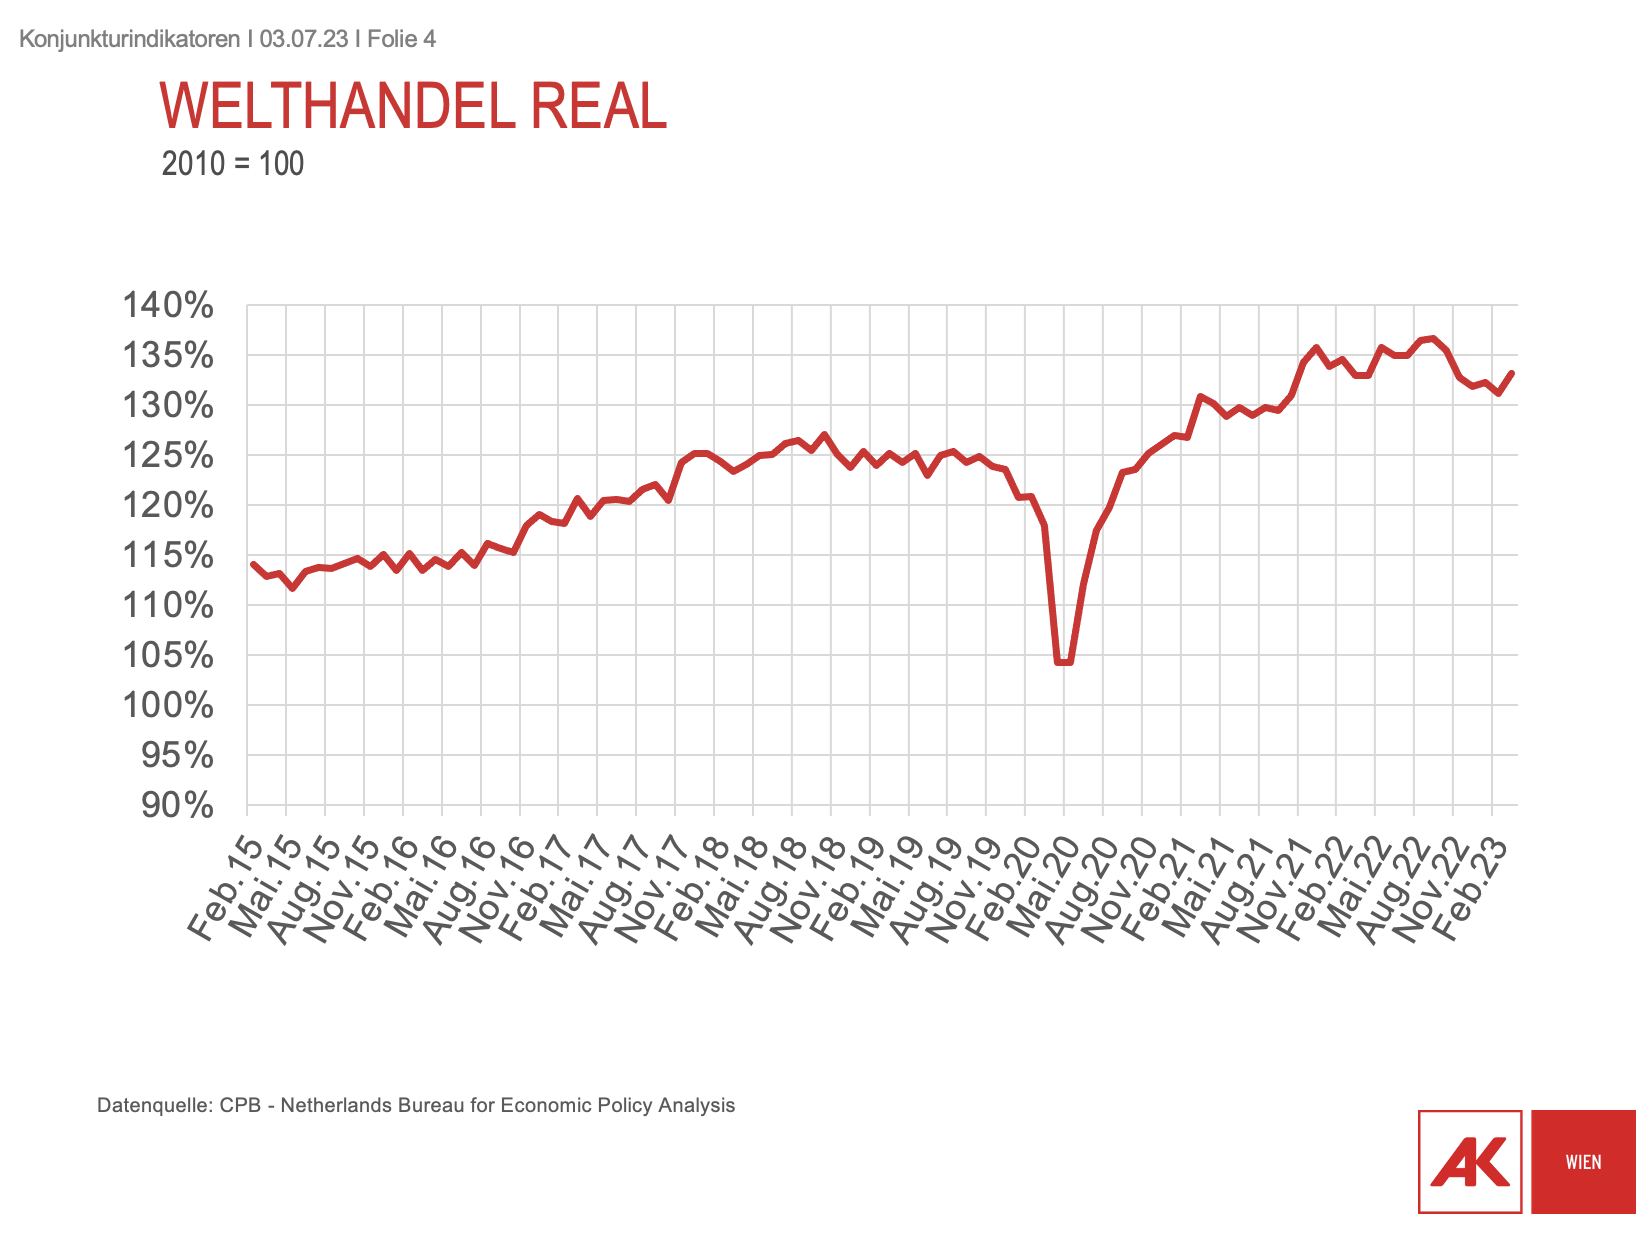 Konjunkturindikatoren I 03.07.23 I Folie 4
WELTHANDEL REAL
2010 = 100
140%
135%
130%
125%
120%
115%
110%
105%
100%
95%
90%
Feb.15
Mai.15
Aug.15
Nov.15
Feb.16
Mai.16
Aug.16
Nov.16
Feb.17
Mai.17
Aug.17
Nov.17
Feb.18
Mai.18
Aug.18
Nov.18
Feb.19
Mai.19
Aug.19
Nov.19
Feb.20
Mai.20
Aug.20
Nov.20
Feb.21
Mai.21
Aug.21
Nov.21
Feb.22
Mai.22
Aug.22
Nov.22
Feb.23
Datenquelle: CPB - Netherlands Bureau for Economic Policy Analysis
AK
WIEN